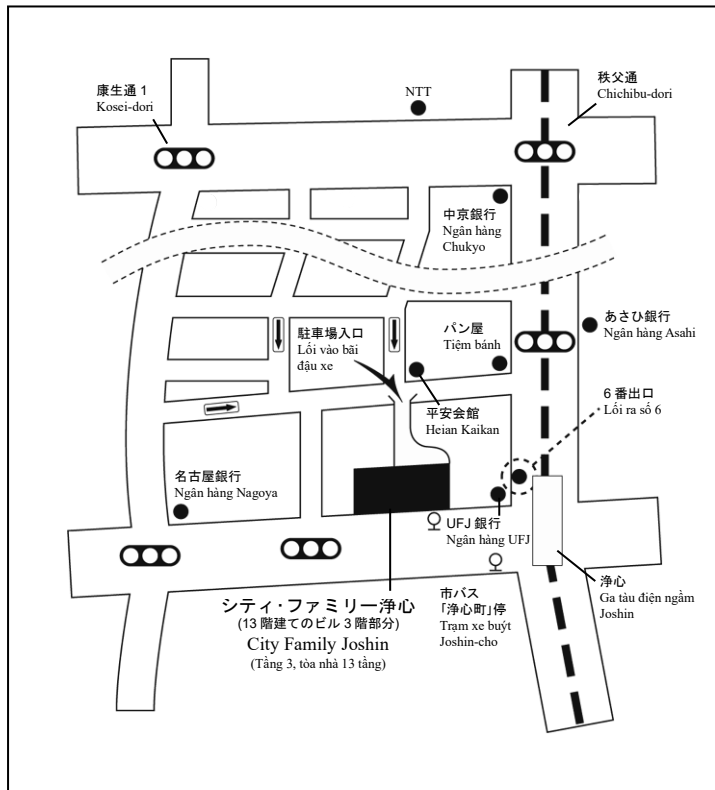 康生通 1
Kosei-dori
NTT
秩父通
Chichibu-dori
中京銀行
Ngân hàng
Chukyo
駐車場入口
Lối vào bãi
đậu xe
パン屋
Tiệm bánh
あさひ銀行
Ngân hàng Asahi
平安会館
Heian Kaikan
6 番出口
Lối ra số 6
名古屋銀行
Ngân hàng Nagoya
UFJ 銀行
Ngân hàng UFJ
シティ・ファミリー浄心
(13 階建てのビル 3 階部分)
City Family Joshin
(Tầng 3, tòa nhà 13 tầng)
市バス
「浄心町」停
Trạm xe buýt
Joshin-cho
浄心
Ga tàu điện ngầm
Joshin